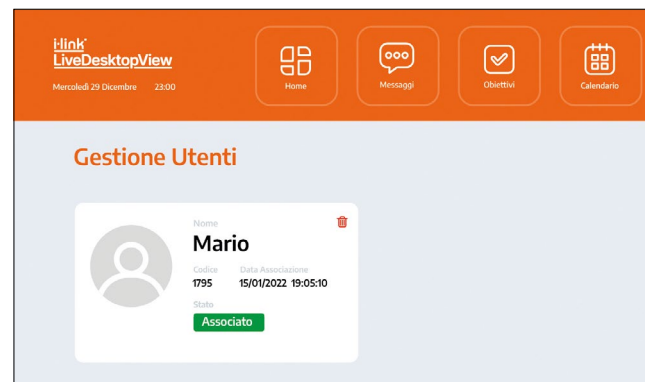 i-link
LiveDesktopView
Mercoledì 29 Dicembre 23:00
Home
Messaggi
Obiettivi
Calendario
Gestione Utenti
Nome
Mario
Codice Data Associazione
1795 15/01/2022 19:05:10
Stato
Associato